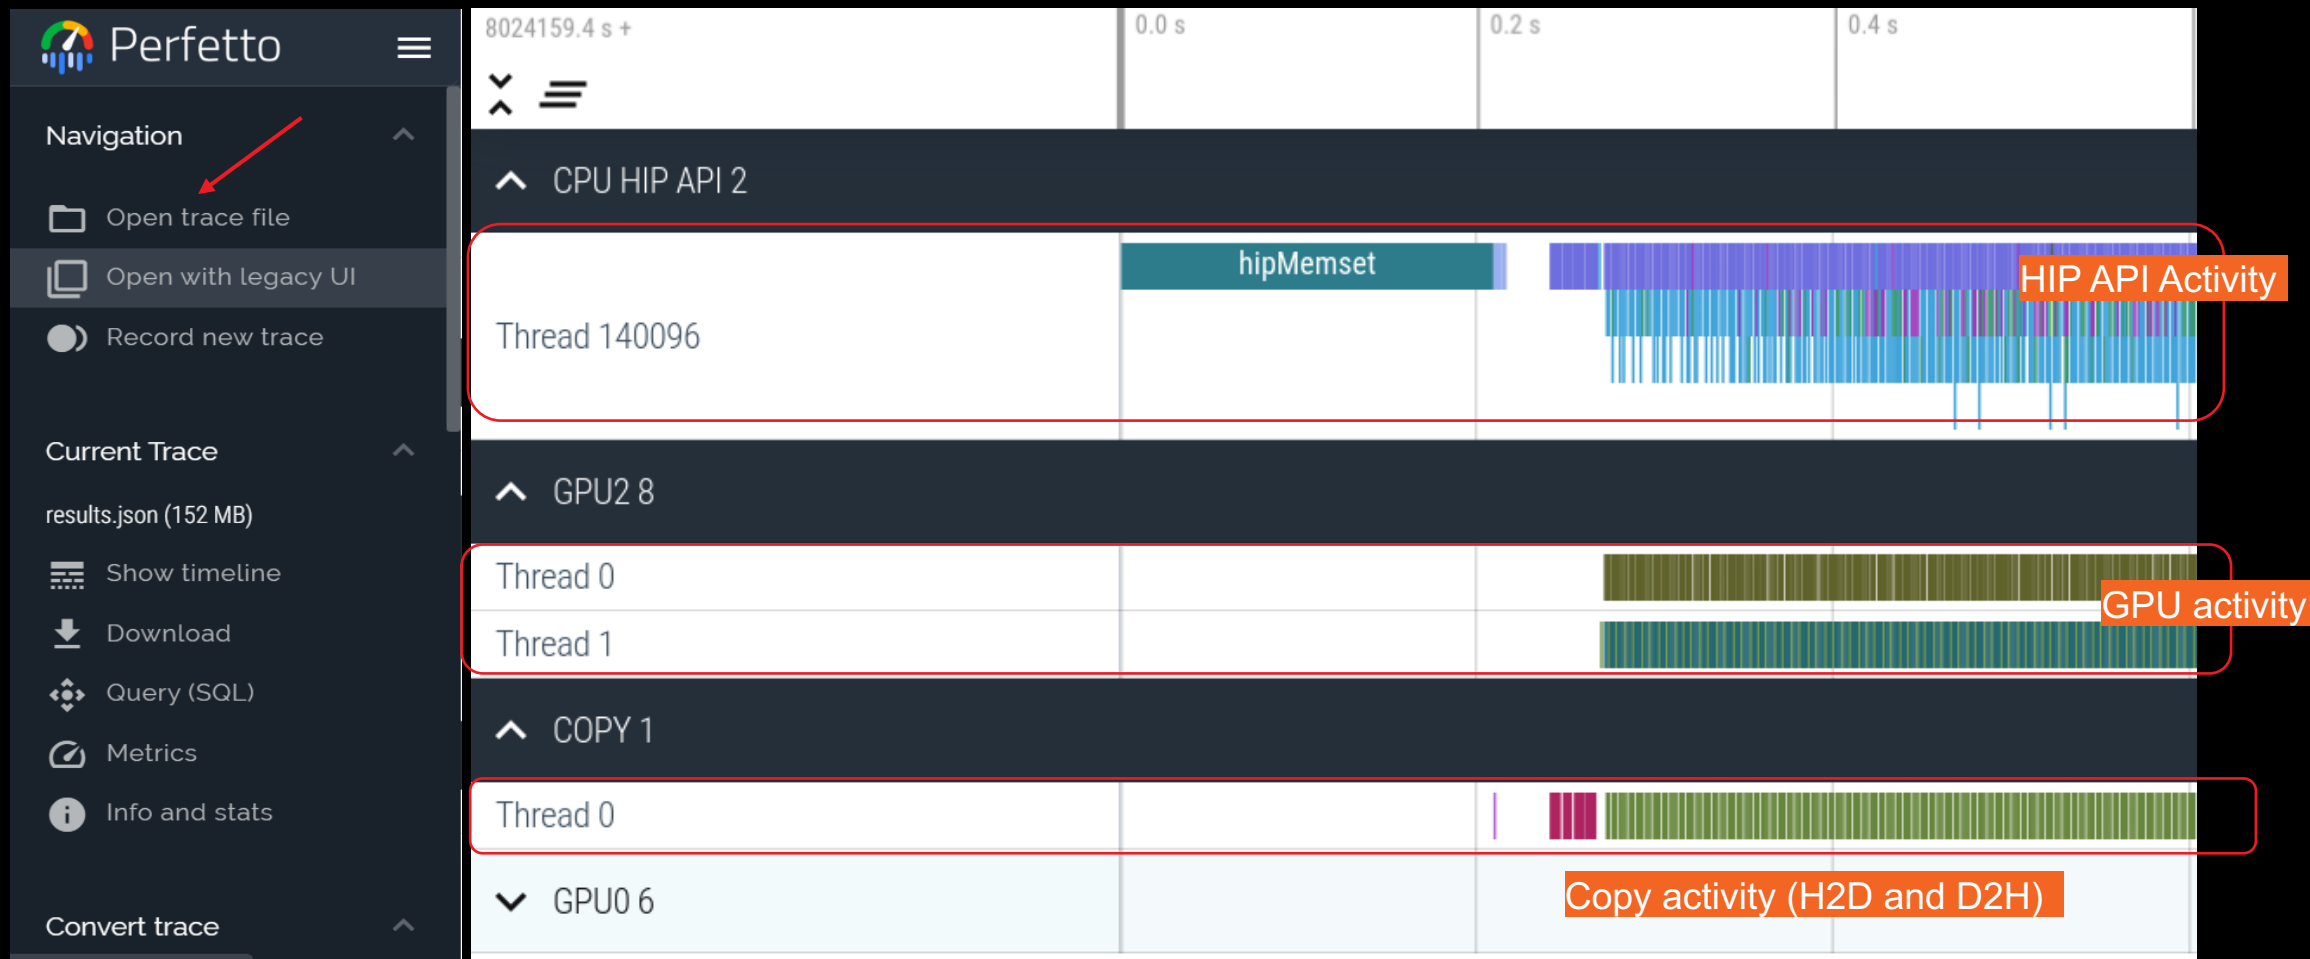 Perfetto
Navigation
Open trace file
Open with legacy UI
Record new trace
Current Trace
results.json (152 MB)
Show timeline
Download
Query (SQL)
Metrics
Info and stats
Convert trace
8024159.4 s +
0.0 s
0.2 s
0.4 s
CPU HIP API 2
hipMemset
HIP API Activity
Thread 140096
GPU2 8
Thread 0
GPU activity
Thread 1
COPY 1
Thread 0
Copy activity (H2D and D2H)
GPU0 6